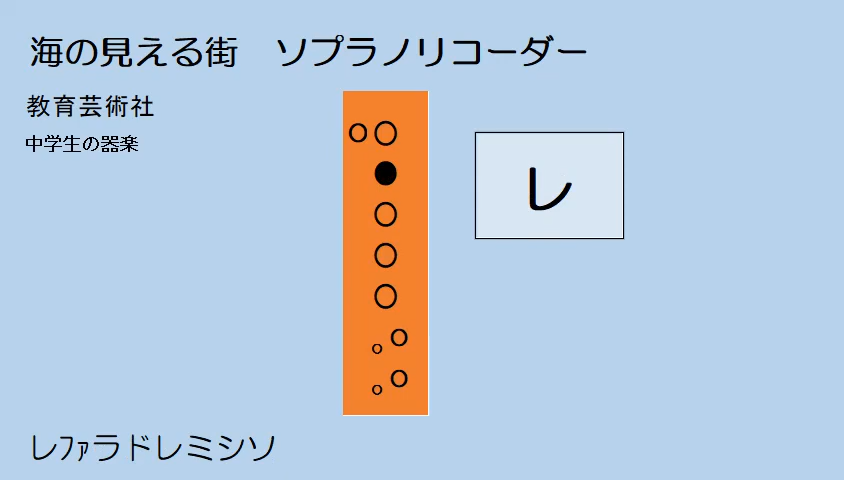 海の見える街　ソプラノリコーダー
教育芸術社
中学生の器楽
レ
レファラドレミシソ